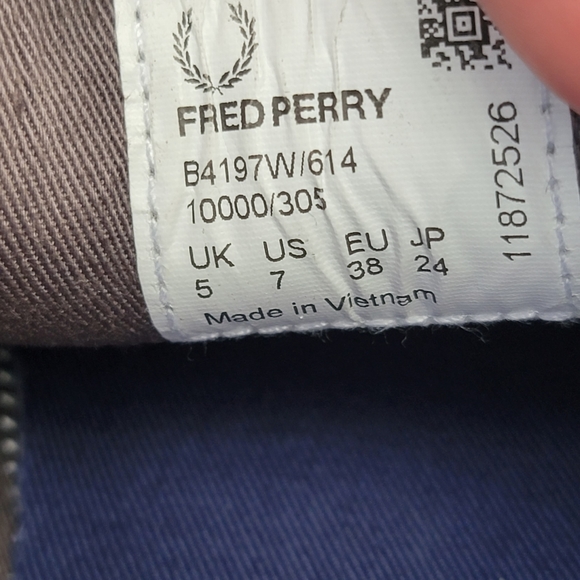 FRED PERRY
B4197W/614
10000/305
UK US EU JP
5 7 38 24
Made in Vietnam
11872526